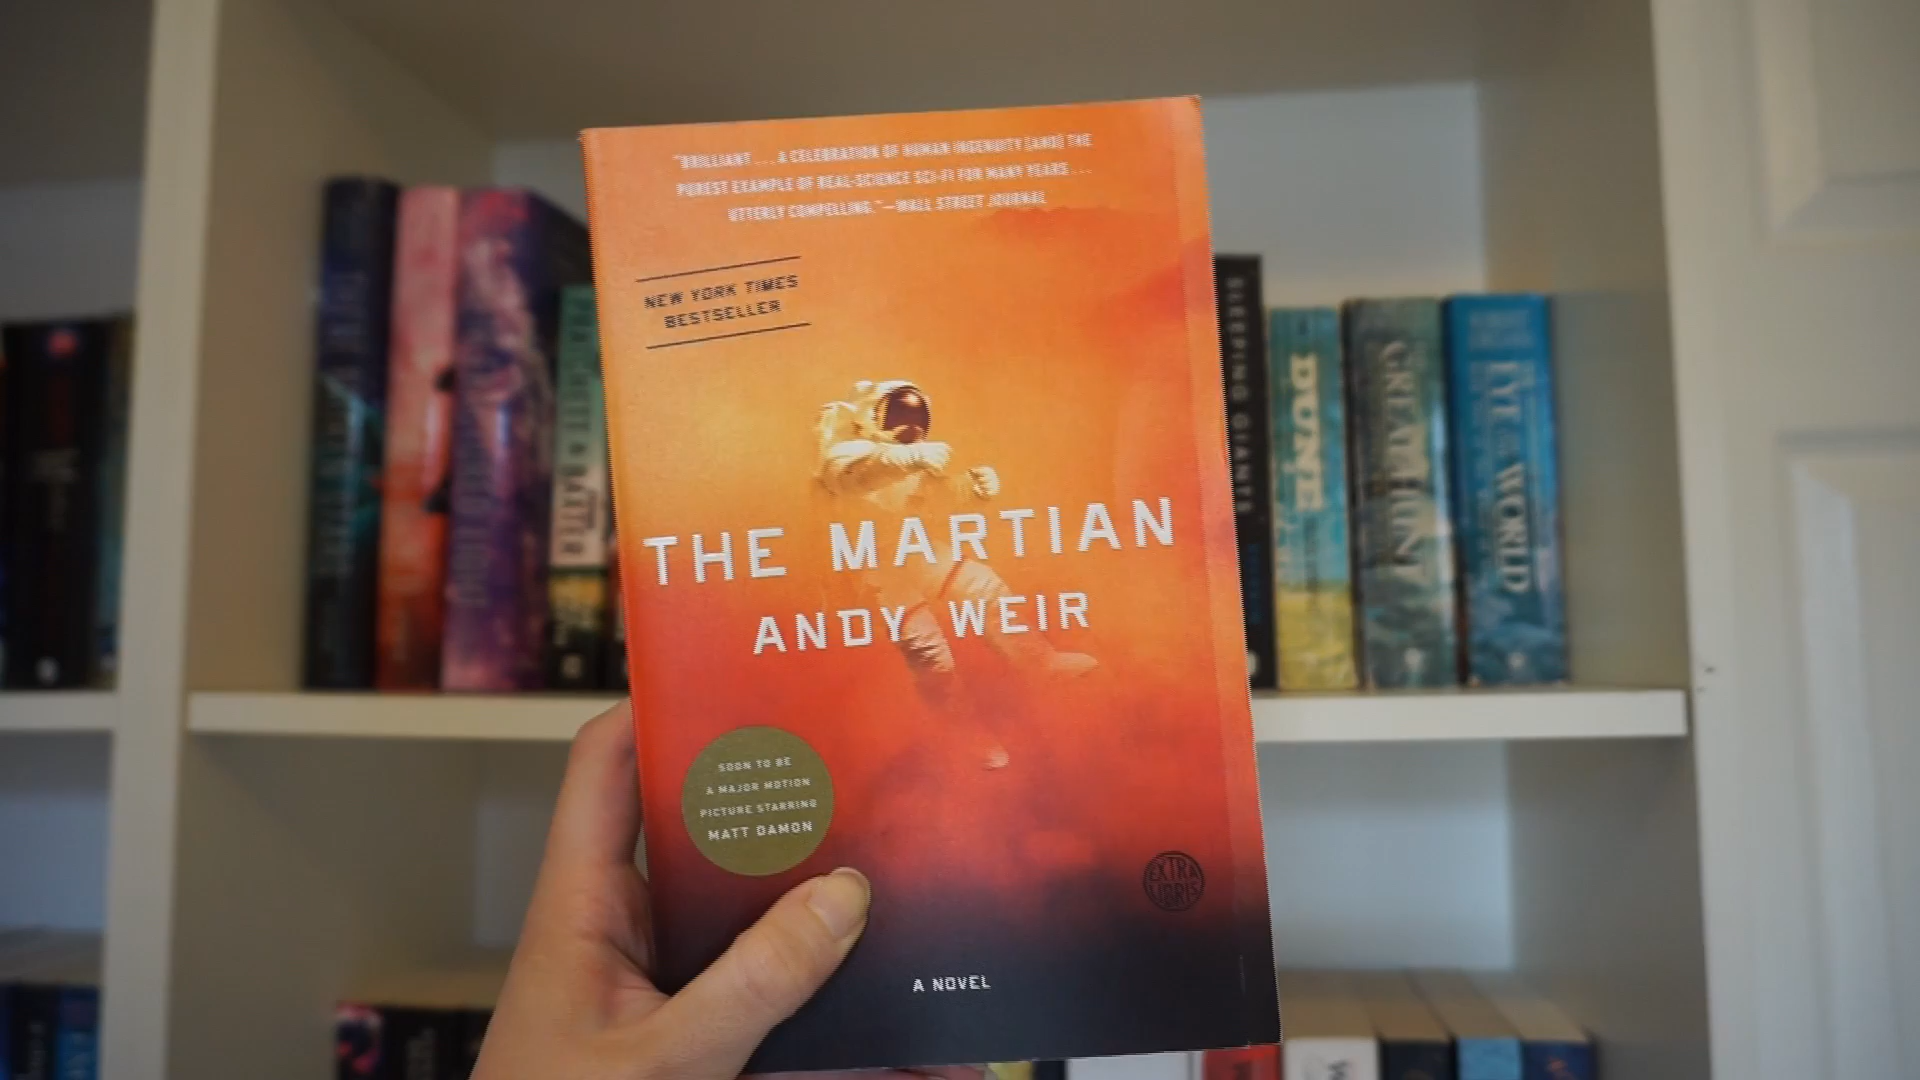 "BRILLIANT . . . A CELEBRATION OF HUMAN INGENUITY [AND] THE
PUREST EXAMPLE OF REAL-SCIENCE SCI-FI FOR MANY YEARS . . .
UTTERLY COMPELLING."—WALL STREET JOURNAL
NEW YORK TIMES
BESTSELLER
THE MARTIAN
ANDY WEIR
SOON TO BE
A MAJOR MOTION
PICTURE STARRING
MATT DAMON
EXTRA
LIBRIS
A NOVEL
SLEEPING GIANTS
DUNE
GREAT HUNT
EYE OF THE WORLD